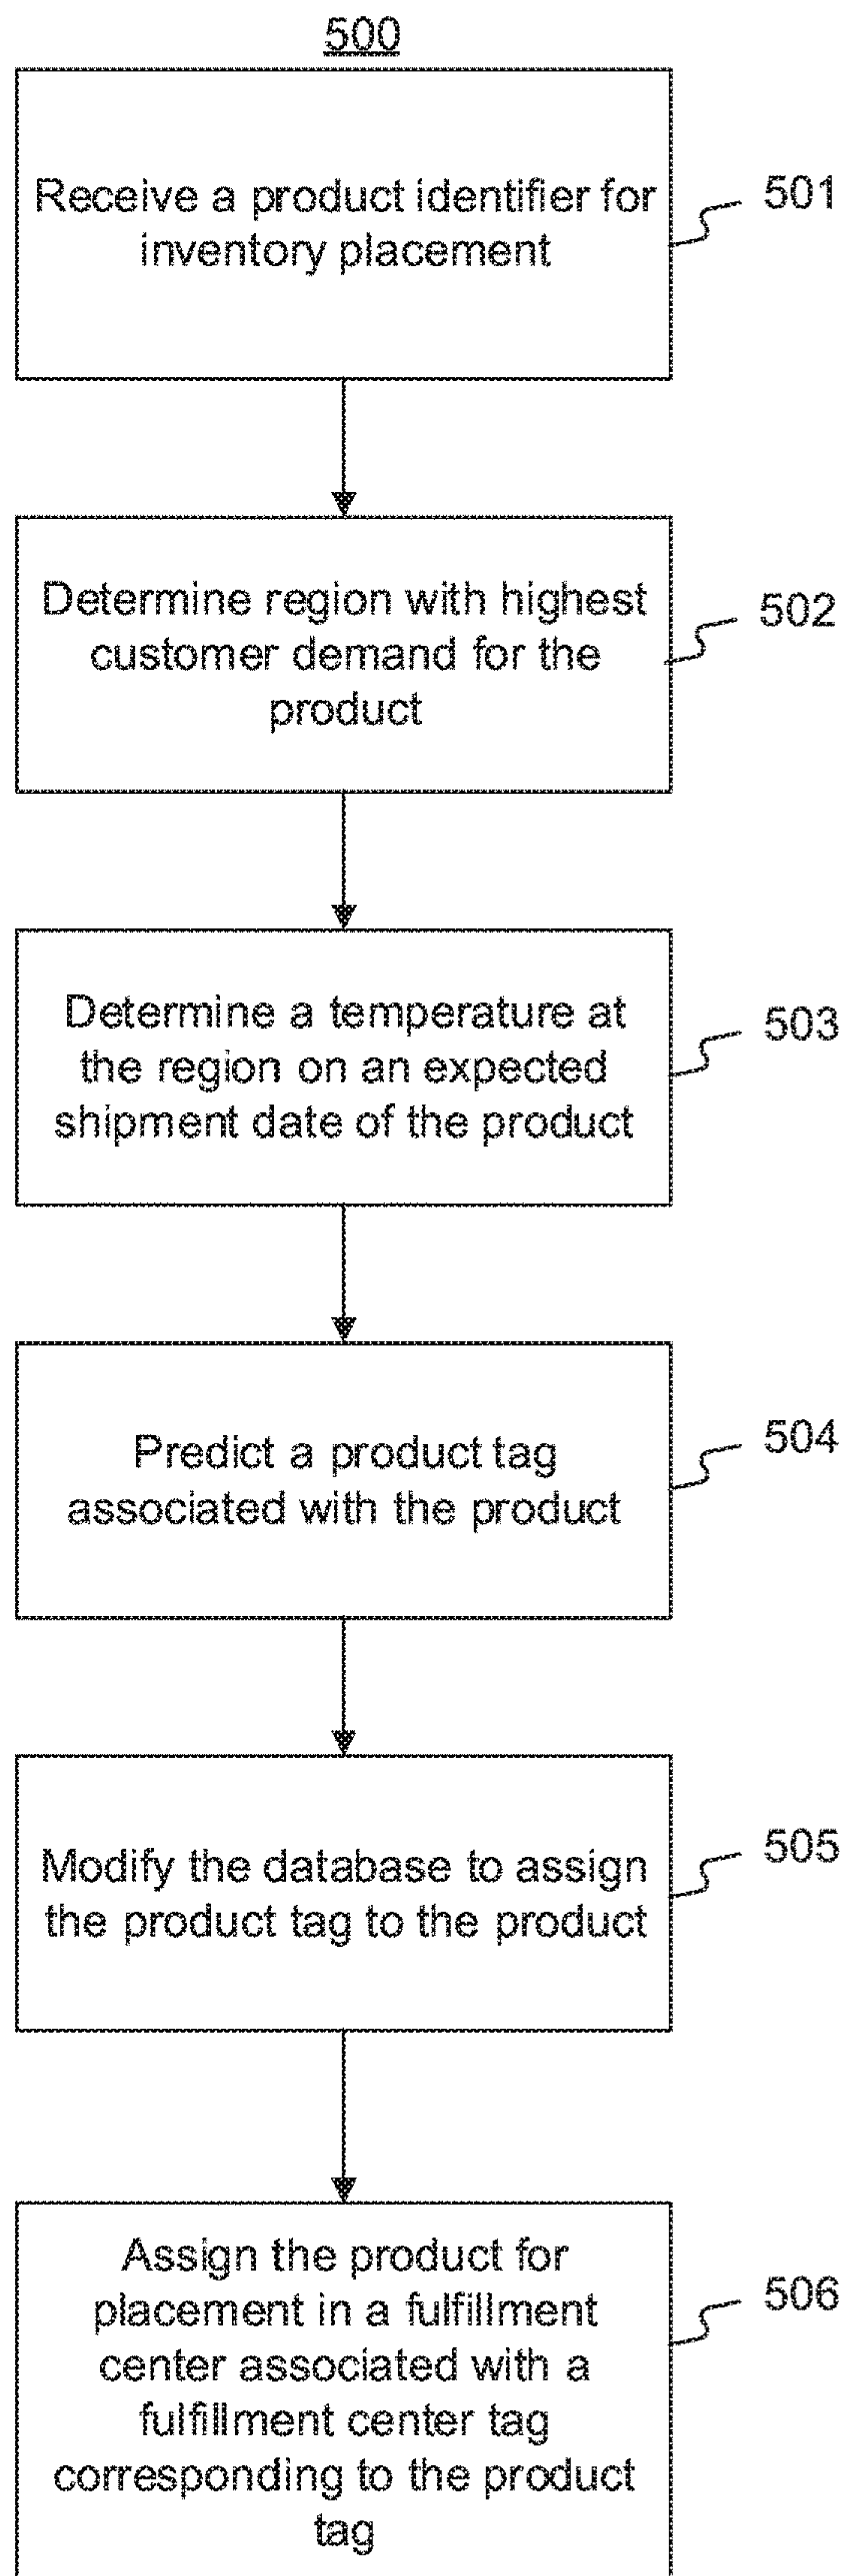 500
Receive a product identifier for
inventory placement
501
Determine region with highest
customer demand for the
product
502
Determine a temperature at
the region on an expected
shipment date of the product
503
Predict a product tag
associated with the product
504
Modify the database to assign
the product tag to the product
505
Assign the product for
placement in a fulfillment
center associated with a
fulfillment center tag
corresponding to the product
tag
506